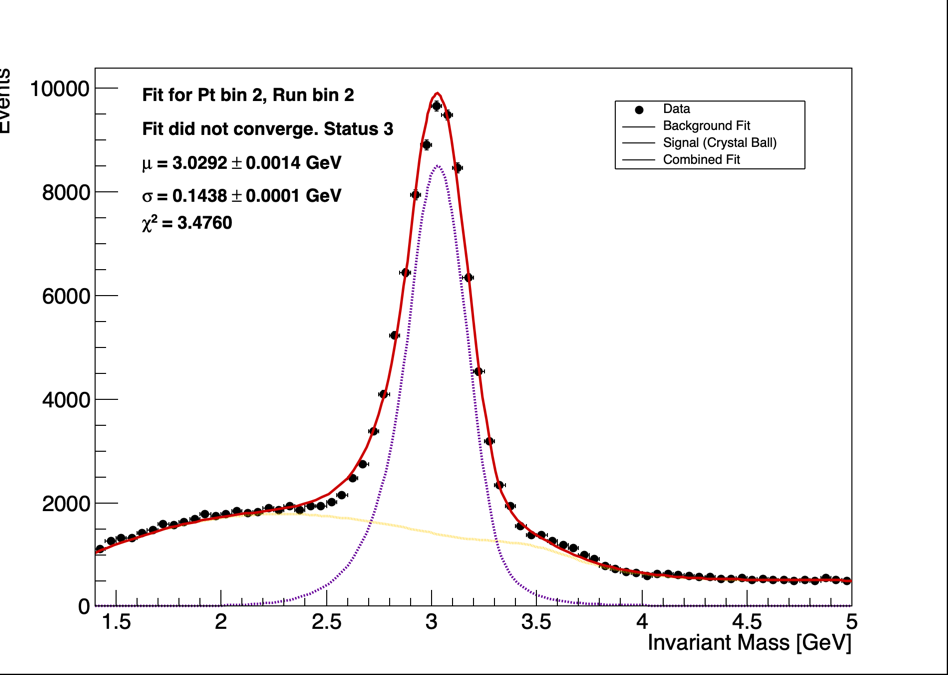 Events
10000
8000
6000
4000
2000
0
Fit for Pt bin 2, Run bin 2
Fit did not converge. Status 3
μ = 3.0292 ± 0.0014 GeV
σ = 0.1438 ± 0.0001 GeV
χ² = 3.4760
Data
Background Fit
Signal (Crystal Ball)
Combined Fit
1.5 2 2.5 3 3.5 4 4.5 5
Invariant Mass [GeV]